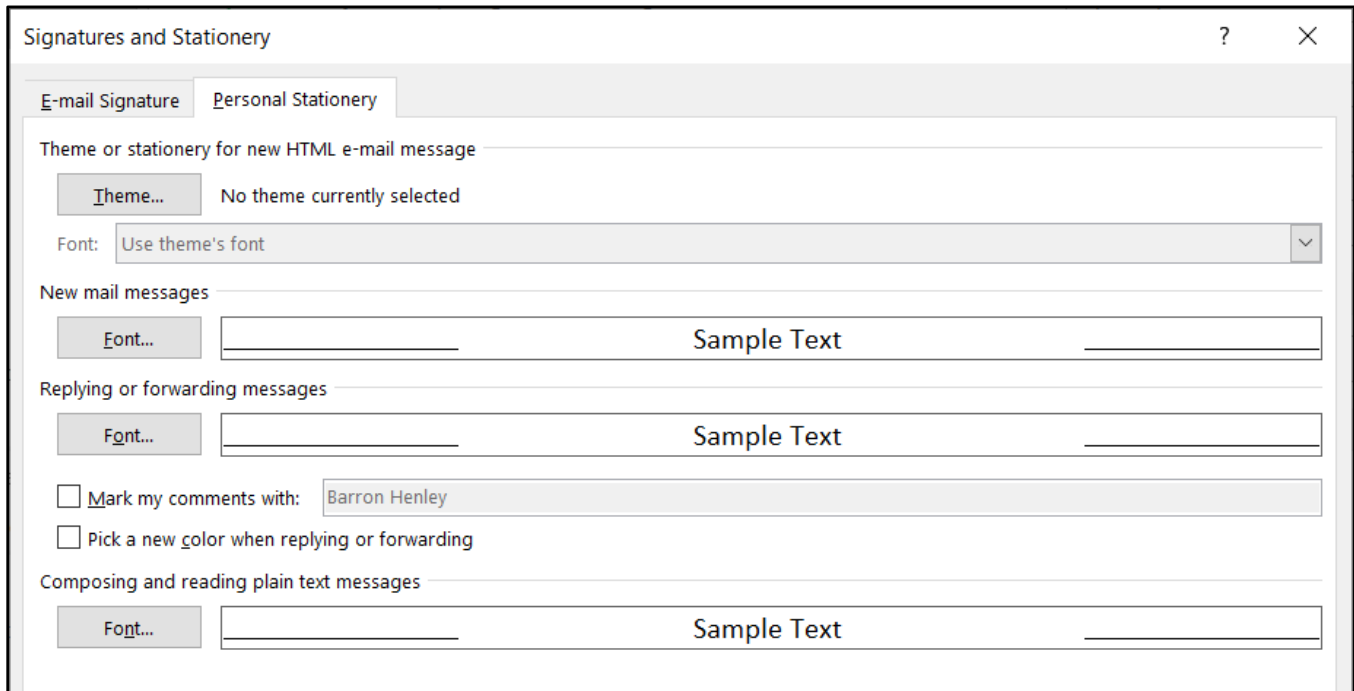 Signatures and Stationery ?
E-mail Signature Personal Stationery
Theme or stationery for new HTML e-mail message
Theme... No theme currently selected
Font: Use theme's font
New mail messages
Font... Sample Text
Replying or forwarding messages
Font... Sample Text
Mark my comments with: Barron Henley
Pick a new color when replying or forwarding
Composing and reading plain text messages
Font... Sample Text